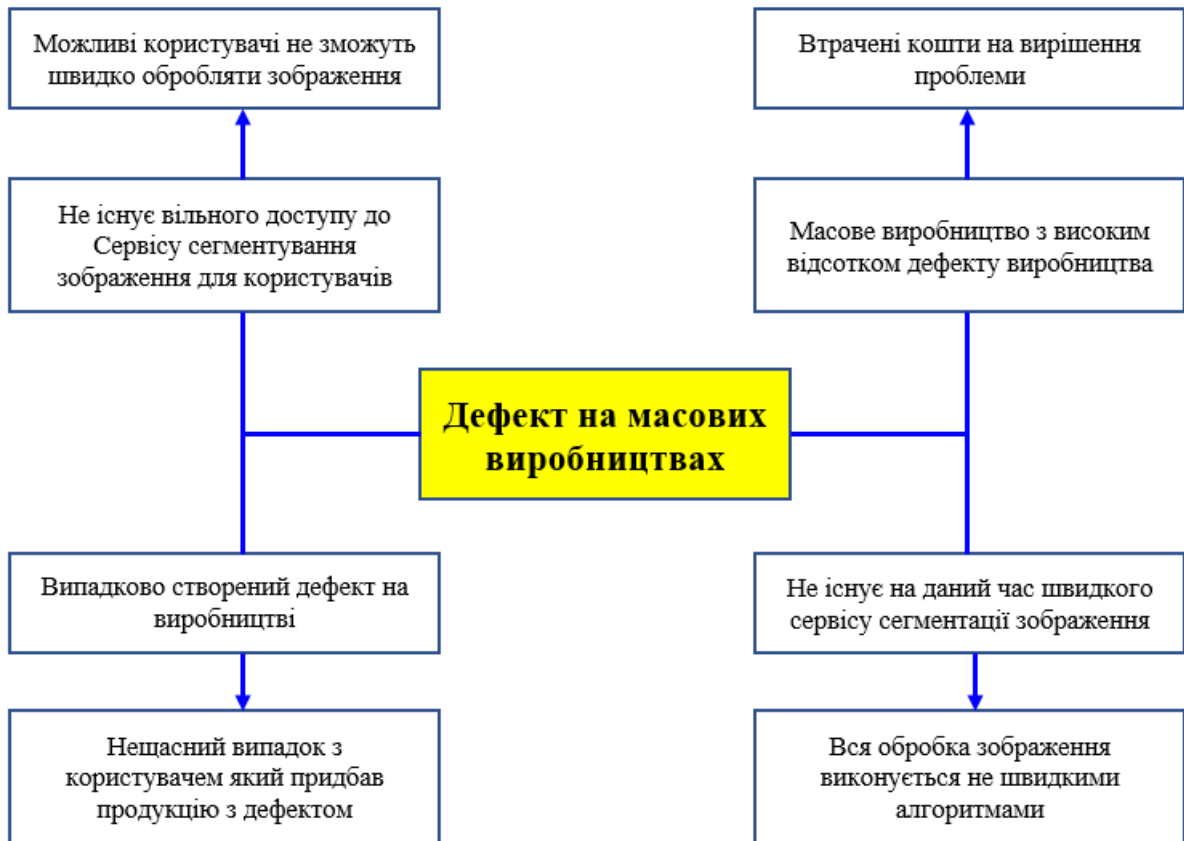 Можливі користувачі не зможуть
швидко обробляти зображення
Втрачені кошти на вирішення
проблеми
Не існує вільного доступу до
Сервісу сегментування
зображення для користувачів
Масове виробництво з високим
відсотком дефекту виробництва
Дефект на масових
виробництвах
Випадково створений дефект на
виробництві
Не існує на даний час швидкого
сервісу сегментації зображення
Нещасний випадок з
користувачем який придбав
продукцію з дефектом
Вся обробка зображення
виконується не швидкими
алгоритмами